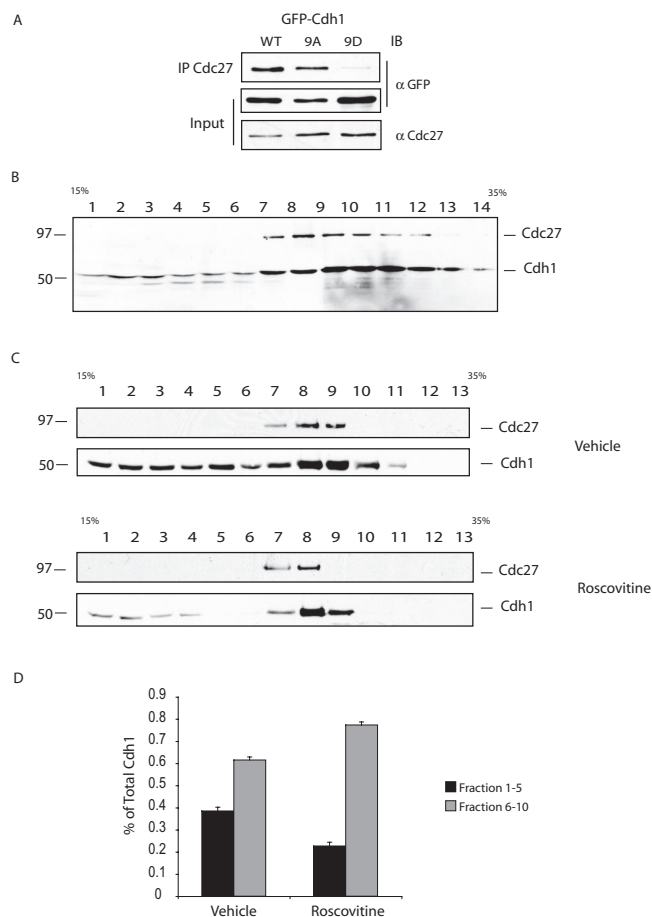 A
GFP-Cdh1
WT 9A 9D IB
IP Cdc27
α GFP
Input
α Cdc27
B
15% 35%
1 2 3 4 5 6 7 8 9 10 11 12 13 14
97 Cdc27
50 Cdh1
C
15% 35%
1 2 3 4 5 6 7 8 9 10 11 12 13
97 Cdc27
Vehicle
50 Cdh1
15% 35%
1 2 3 4 5 6 7 8 9 10 11 12 13
97 Cdc27
Roscovitine
50 Cdh1
D
0.9
0.8
0.7
0.6
0.5
0.4
0.3
0.2
0.1
0
% of Total Cdh1
Fraction 1-5
Fraction 6-10
Vehicle Roscovitine